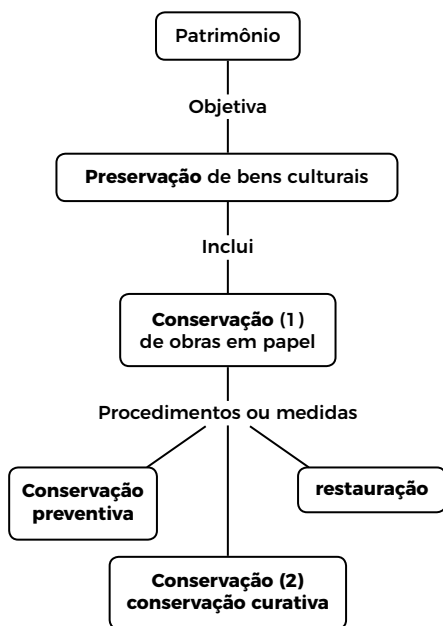 Patrimônio
Objetiva
Preservação de bens culturais
Inclui
Conservação (1)
de obras em papel
Procedimentos ou medidas
Conservação
preventiva
restauração
Conservação (2)
conservação curativa